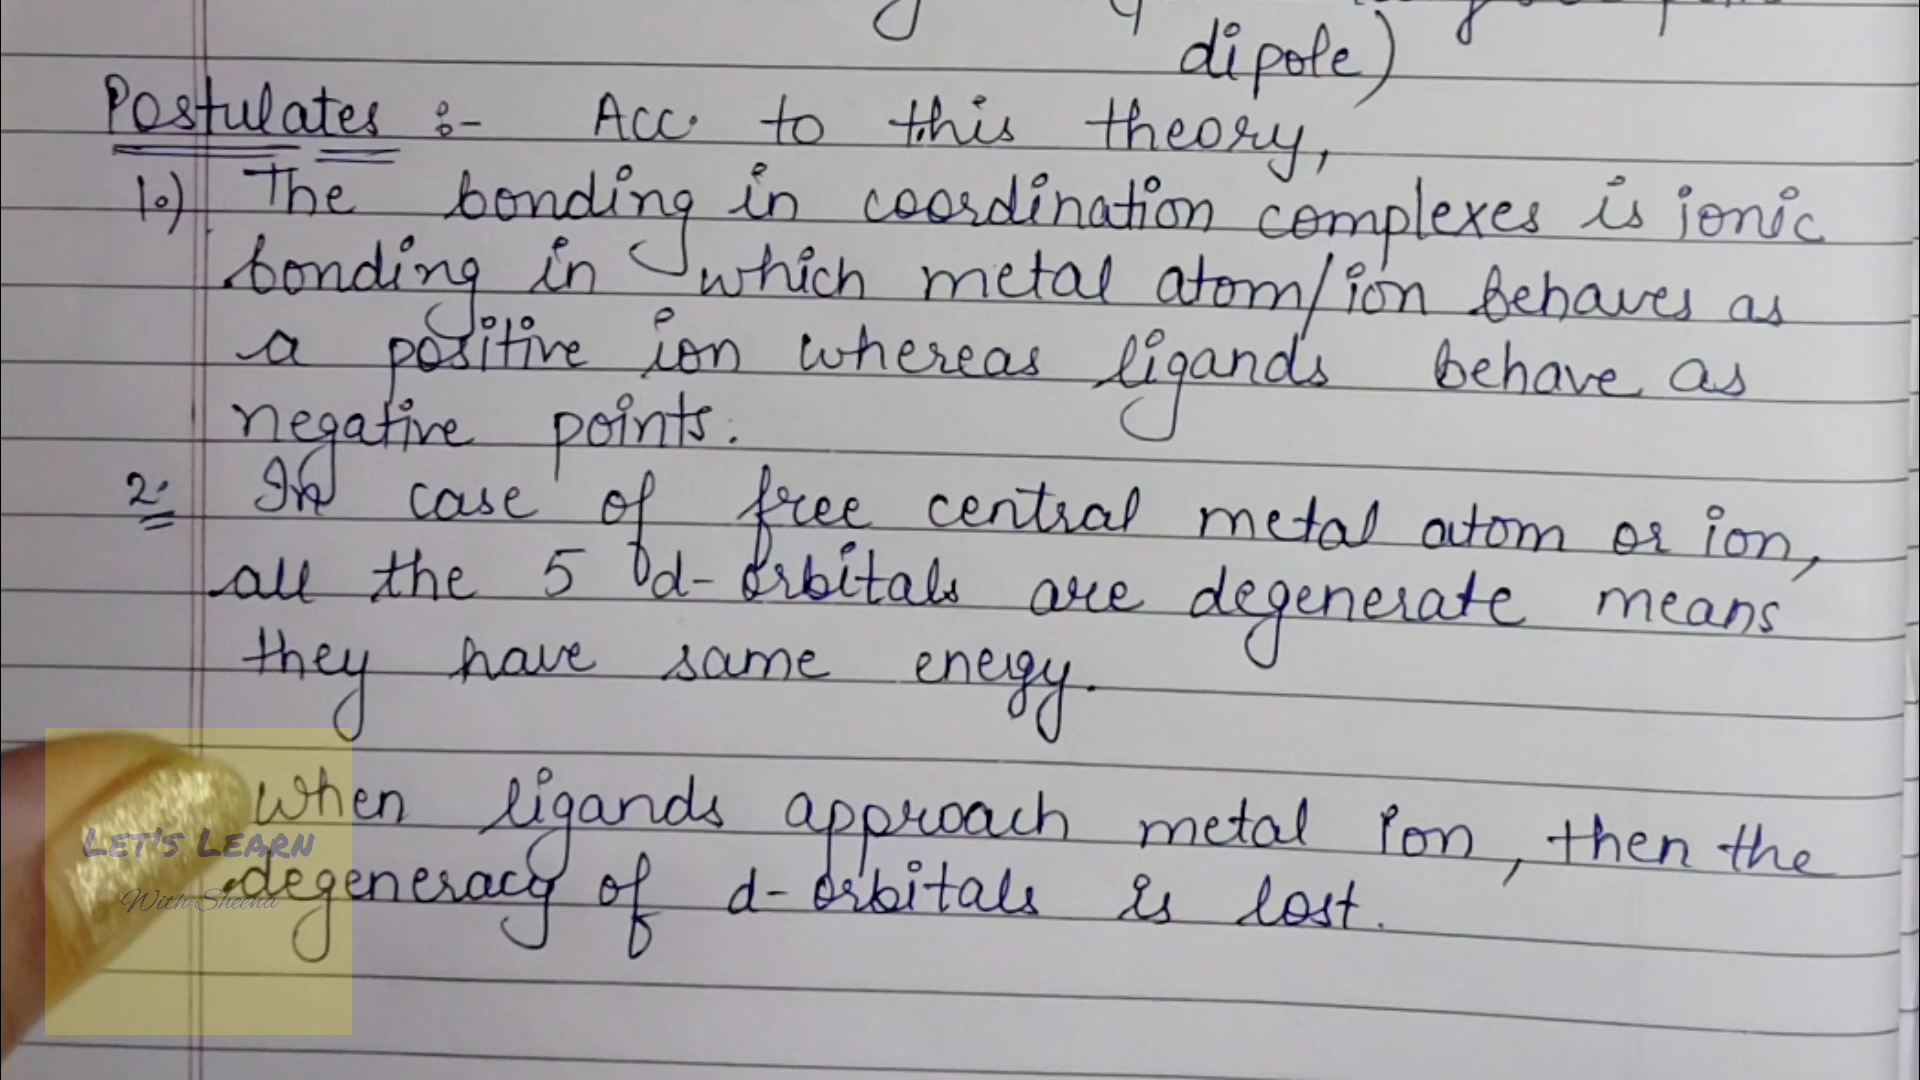 dipole)
Postulates :- Acc. to this theory,
1.) The bonding in coordination complexes is ionic
bonding in which metal atom/ion behaves as
a positive ion whereas ligands behave as
negative points.
2. In case of free central metal atom or ion,
all the 5 d-orbitals are degenerate means
they have same energy.
When ligands approach metal ion, then the
degeneracy of d-orbitals is lost.
LET'S LEARN
With Sheena